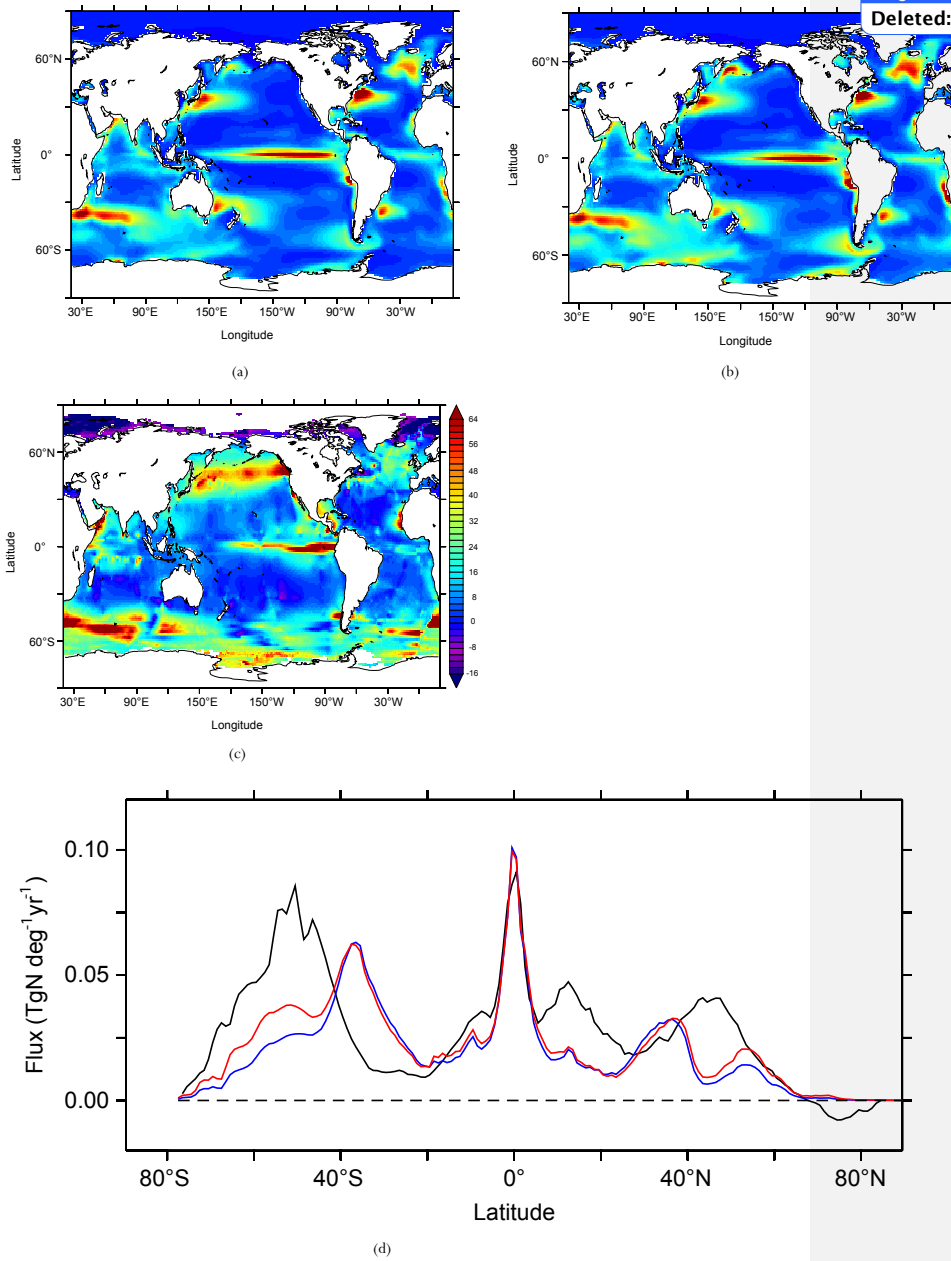 Deleted:
60°N
0°
60°S
Latitude
30°E 90°E 150°E 150°W 90°W 30°W
Longitude
(a)
60°N
0°
60°S
Latitude
30°E 90°E 150°E 150°W 90°W 30°W
Longitude
(b)
60°N
0°
60°S
Latitude
30°E 90°E 150°E 150°W 90°W 30°W
Longitude
64
56
48
40
32
24
16
8
0
-8
-16
(c)
0.10
0.05
0.00
Flux (TgN deg⁻¹yr⁻¹)
80°S 40°S 0° 40°N 80°N
Latitude
(d)